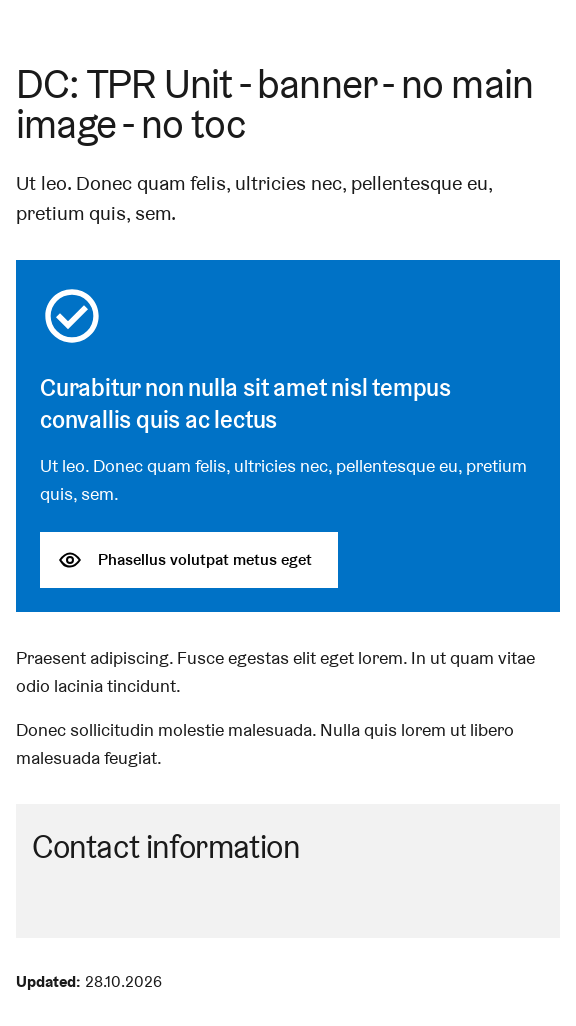 DC: TPR Unit - banner - no main
image - no toc
Ut leo. Donec quam felis, ultricies nec, pellentesque eu,
pretium quis, sem.
Curabitur non nulla sit amet nisl tempus
convallis quis ac lectus
Ut leo. Donec quam felis, ultricies nec, pellentesque eu, pretium
quis, sem.
Phasellus volutpat metus eget
Praesent adipiscing. Fusce egestas elit eget lorem. In ut quam vitae
odio lacinia tincidunt.
Donec sollicitudin molestie malesuada. Nulla quis lorem ut libero
malesuada feugiat.
Contact information
Updated: 28.10.2026